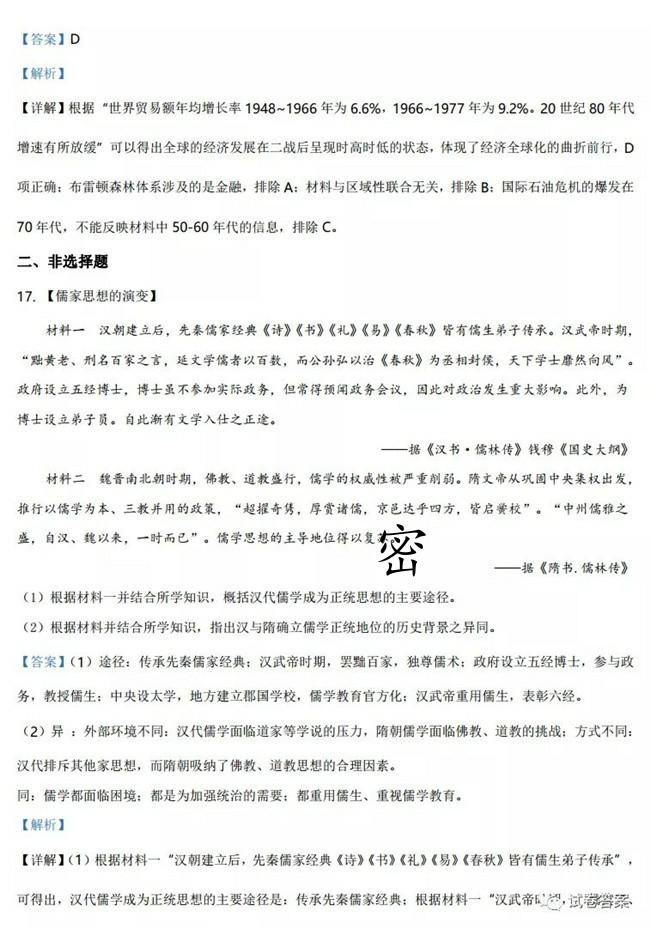 【答案】D
【解析】
【详解】根据“世界贸易额年均增长率 1948~1966 年为 6.6%，1966~1977 年为 9.2%。20 世纪 80 年代
增速有所放缓”可以得出全球的经济发展在二战后呈现时高时低的状态，体现了经济全球化的曲折前行，D
项正确；布雷顿森林体系涉及的是金融，排除 A；材料与区域性联合无关，排除 B；国际石油危机的爆发在
70 年代，不能反映材料中 50-60 年代的信息，排除 C。
二、非选择题
17. 【儒家思想的演变】
材料一 汉朝建立后，先秦儒家经典《诗》《书》《礼》《易》《春秋》皆有儒生弟子传承。汉武帝时期，
“黜黄老、刑名百家之言，延文学儒者以百数，而公孙弘以治《春秋》为丞相封侯，天下学士靡然向风”。
政府设立五经博士，博士虽不参加实际政务，但常得预闻政务会议，因此对政治发生重大影响。此外，为
博士设立弟子员。自此渐有文学入仕之正途。
——据《汉书·儒林传》钱穆《国史大纲》
材料二 魏晋南北朝时期，佛教、道教盛行，儒学的权威性被严重削弱。隋文帝从巩固中央集权出发，
推行以儒学为本、三教并用的政策，“超擢奇隽，厚赏诸儒，京邑达乎四方，皆启黉校”。“中州儒雅之
盛，自汉、魏以来，一时而已”。儒学思想的主导地位得以复
密
——据《隋书.儒林传》
（1）根据材料一并结合所学知识，概括汉代儒学成为正统思想的主要途径。
（2）根据材料并结合所学知识，指出汉与隋确立儒学正统地位的历史背景之异同。
【答案】（1）途径：传承先秦儒家经典；汉武帝时期，罢黜百家，独尊儒术；政府设立五经博士，参与政
务，教授儒生；中央设太学，地方建立郡国学校，儒学教育官方化；汉武帝重用儒生，表彰六经。
（2）异 ：外部环境不同：汉代儒学面临道家等学说的压力，隋朝儒学面临佛教、道教的挑战；方式不同：
汉代排斥其他家思想，而隋朝吸纳了佛教、道教思想的合理因素。
同：儒学都面临困境；都是为加强统治的需要；都重用儒生、重视儒学教育。
【解析】
【详解】（1）根据材料一“汉朝建立后，先秦儒家经典《诗》《书》《礼》《易》《春秋》皆有儒生弟子传承”，
可得出，汉代儒学成为正统思想的主要途径是：传承先秦儒家经典；根据材料一“汉武帝时期，
试卷答案